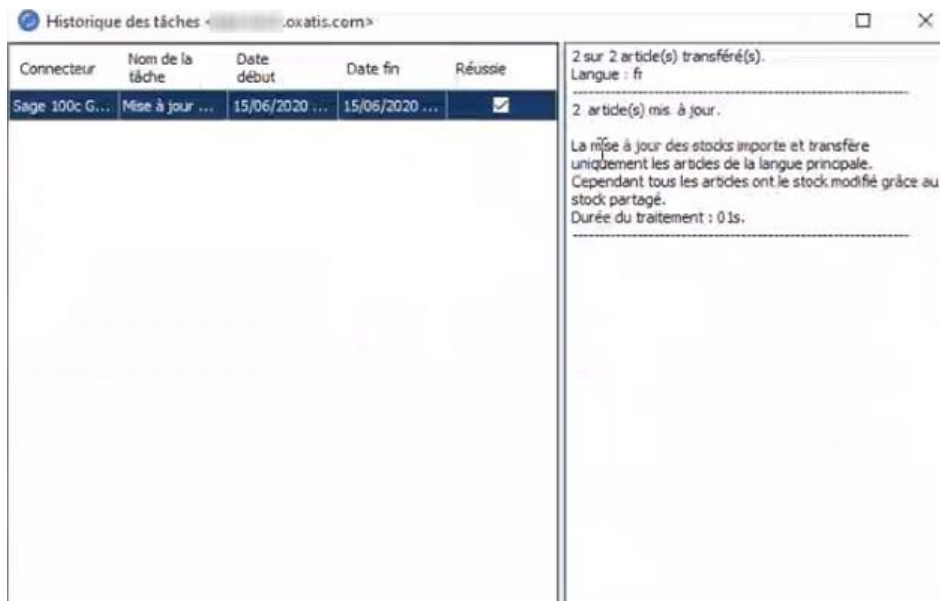 Historique des tâches < .oxatis.com>
Connecteur Nom de la tâche Date début Date fin Réussie
Sage 100c G... Mise à jour ... 15/06/2020 ... 15/06/2020 ...
2 sur 2 article(s) transféré(s).
Langue : fr
------------------------------------------------------------
2 article(s) mis à jour.
La mise à jour des stocks importe et transfère
uniquement les articles de la langue principale.
Cependant tous les articles ont le stock modifié grâce au
stock partagé.
Durée du traitement : 01s.
------------------------------------------------------------